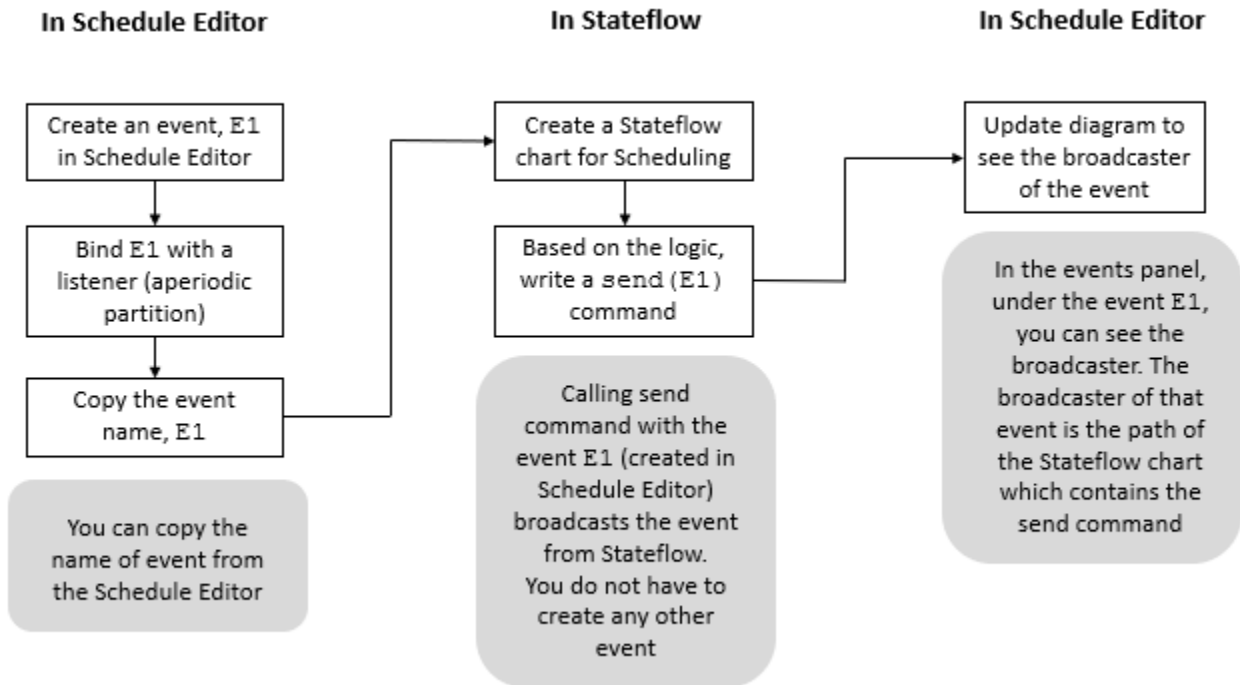 In Schedule Editor
Create an event, E1
in Schedule Editor
Bind E1 with a
listener (aperiodic
partition)
Copy the event
name, E1
You can copy the
name of event from
the Schedule Editor
In Stateflow
Create a Stateflow
chart for Scheduling
Based on the logic,
write a send(E1)
command
Calling send
command with the
event E1 (created in
Schedule Editor)
broadcasts the event
from Stateflow.
You do not have to
create any other
event
In Schedule Editor
Update diagram to
see the broadcaster
of the event
In the events panel,
under the event E1,
you can see the
broadcaster. The
broadcaster of that
event is the path of
the Stateflow chart
which contains the
send command